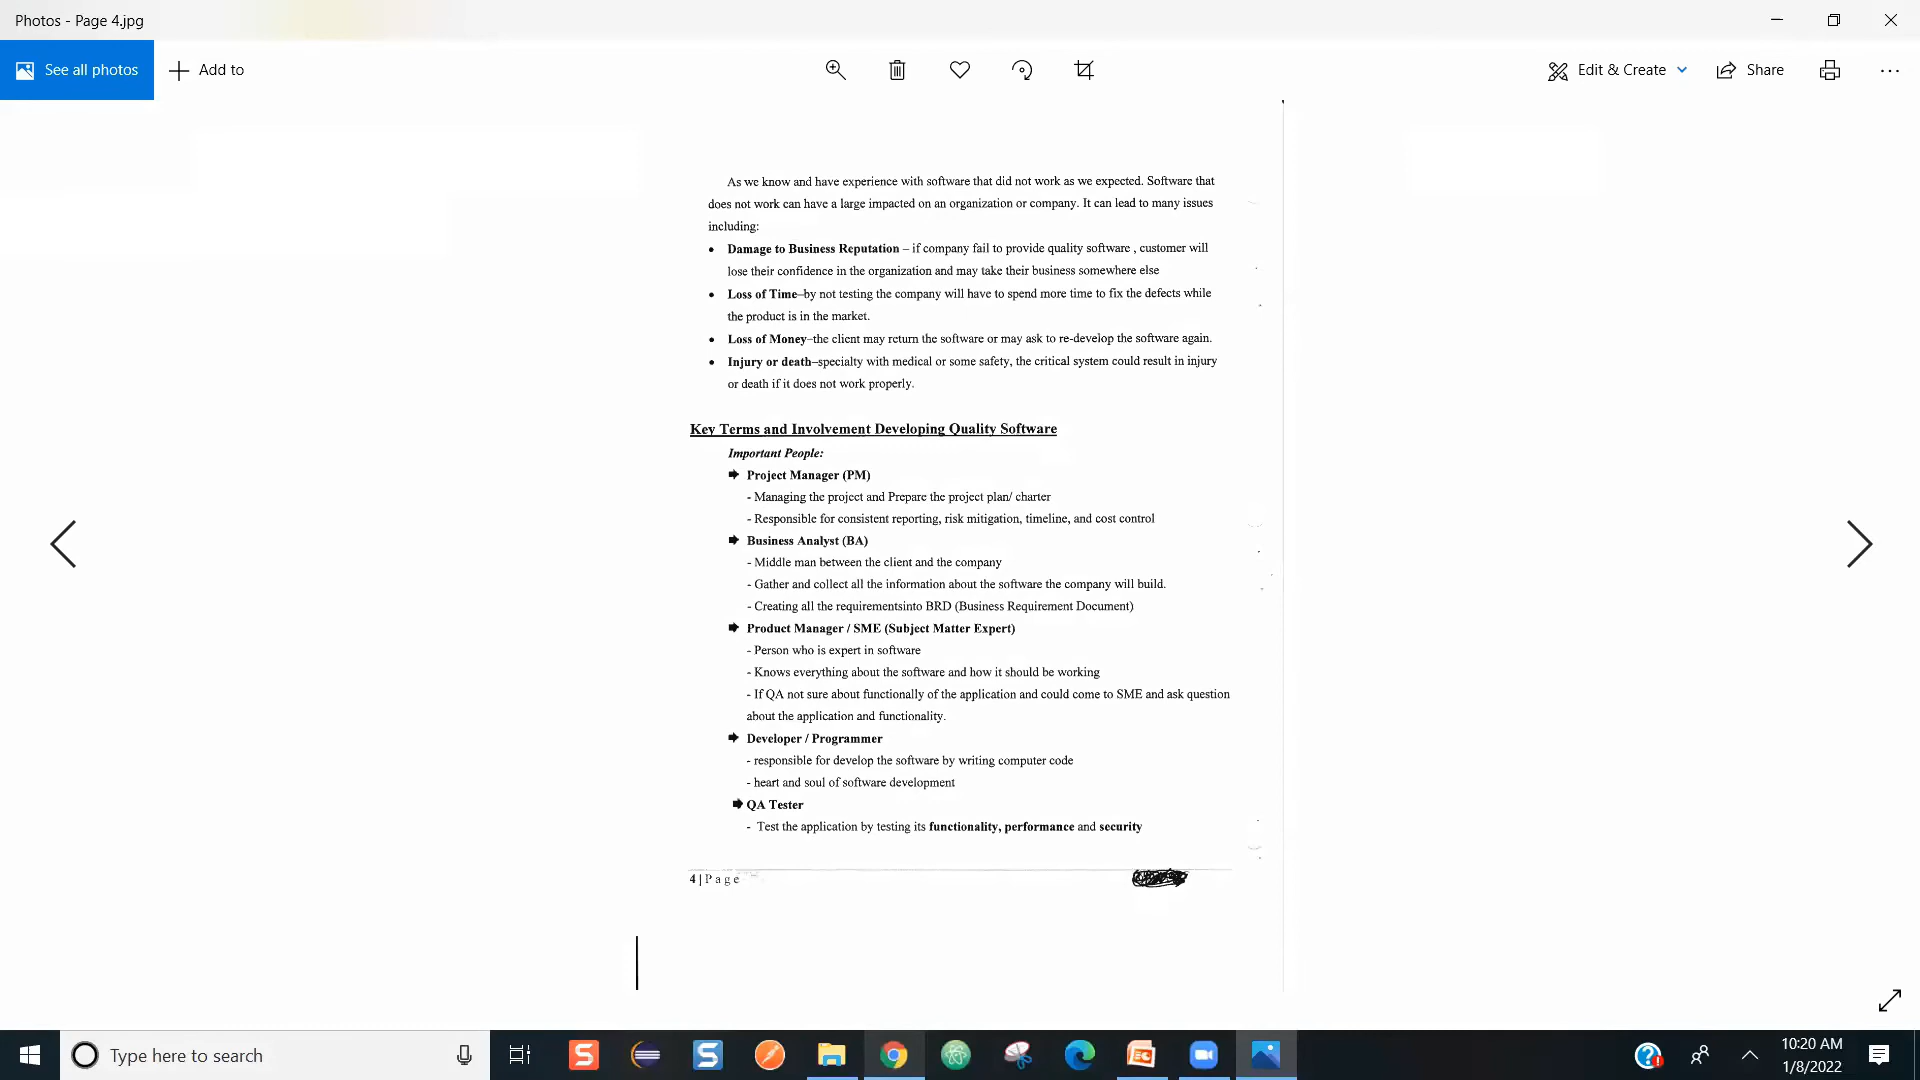 Photos - Page 4.jpg
See all photos
Add to
Edit & Create
Share
As we know and have experience with software that did not work as we expected. Software that
does not work can have a large impacted on an organization or company. It can lead to many issues
including:
• Damage to Business Reputation – if company fail to provide quality software , customer will
lose their confidence in the organization and may take their business somewhere else
• Loss of Time–by not testing the company will have to spend more time to fix the defects while
the product is in the market.
• Loss of Money–the client may return the software or may ask to re-develop the software again.
• Injury or death–specialty with medical or some safety, the critical system could result in injury
or death if it does not work properly.
Key Terms and Involvement Developing Quality Software
Important People:
Project Manager (PM)
- Managing the project and Prepare the project plan/ charter
- Responsible for consistent reporting, risk mitigation, timeline, and cost control
Business Analyst (BA)
- Middle man between the client and the company
- Gather and collect all the information about the software the company will build.
- Creating all the requirementsinto BRD (Business Requirement Document)
Product Manager / SME (Subject Matter Expert)
- Person who is expert in software
- Knows everything about the software and how it should be working
- If QA not sure about functionally of the application and could come to SME and ask question
about the application and functionality.
Developer / Programmer
- responsible for develop the software by writing computer code
- heart and soul of software development
QA Tester
- Test the application by testing its functionality, performance and security
4 | P a g e
Type here to search
10:20 AM
1/8/2022